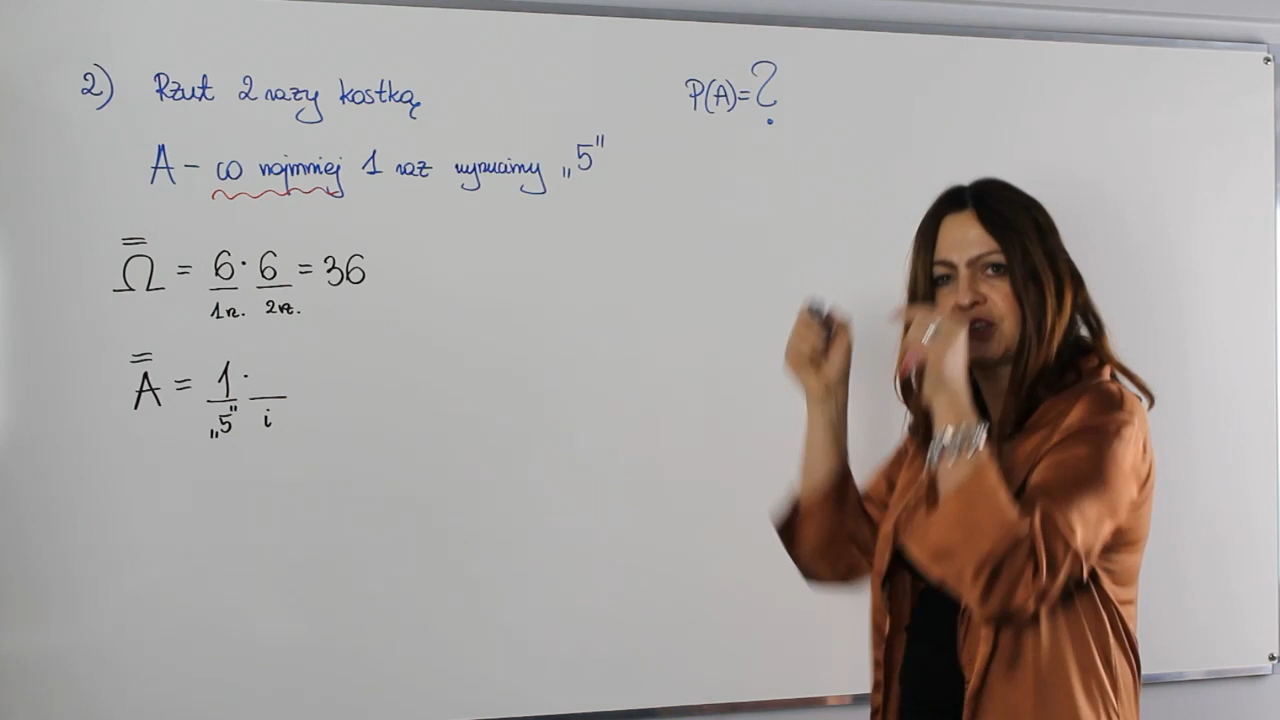 2) Rzut 2 razy kostką
P(A)=?
A - co najmniej 1 raz wyrzucimy „5"
Ω̿ = 6 · 6 = 36
1r. 2r.
A̿ = 1 ·
„5" i